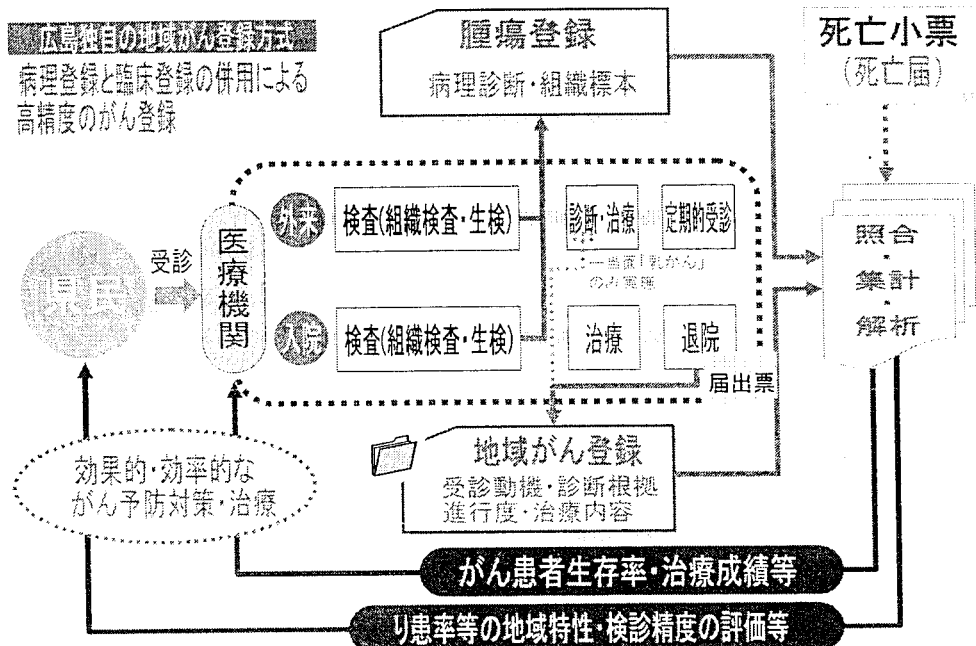 広島独自の地域がん登録方式
病理登録と臨床登録の併用による
高精度のがん登録
腫瘍登録
病理診断・組織標本
死亡小票
(死亡届)
県民
受診
医療機関
外来
検査(組織検査・生検)
診断・治療
定期的受診
当面「乳がん」
のみ実施
入院
検査(組織検査・生検)
治療
退院
届出票
照合
集計
解析
地域がん登録
受診動機・診断根拠
進行度・治療内容
効果的・効率的な
がん予防対策・治療
がん患者生存率・治療成績等
り患率等の地域特性・検診精度の評価等